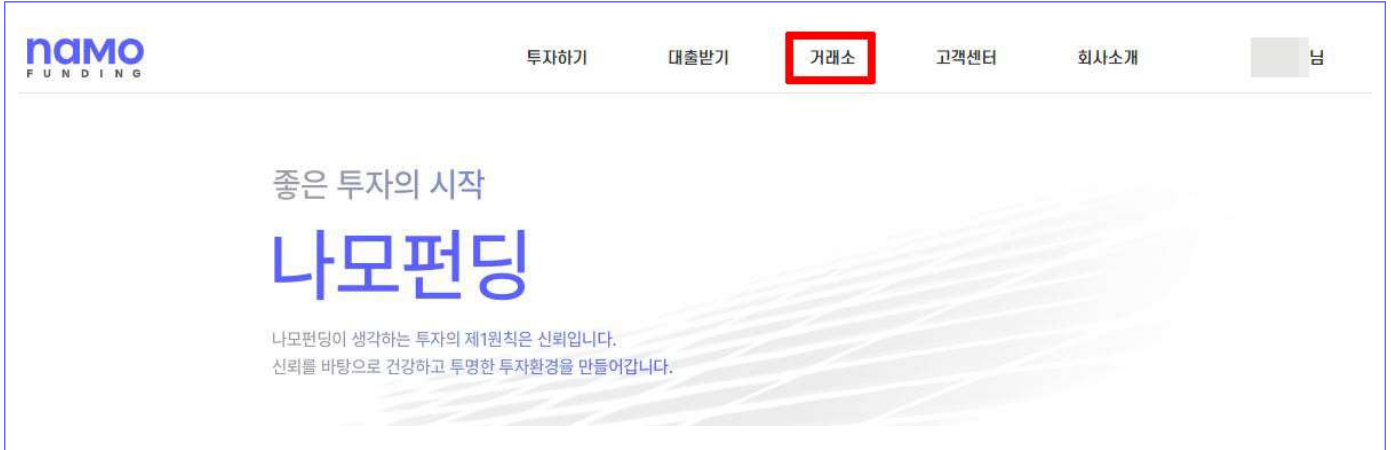 namo
FUNDING
투자하기 대출받기 거래소 고객센터 회사소개 님
좋은 투자의 시작
나모펀딩
나모펀딩이 생각하는 투자의 제1원칙은 신뢰입니다.
신뢰를 바탕으로 건강하고 투명한 투자환경을 만들어갑니다.